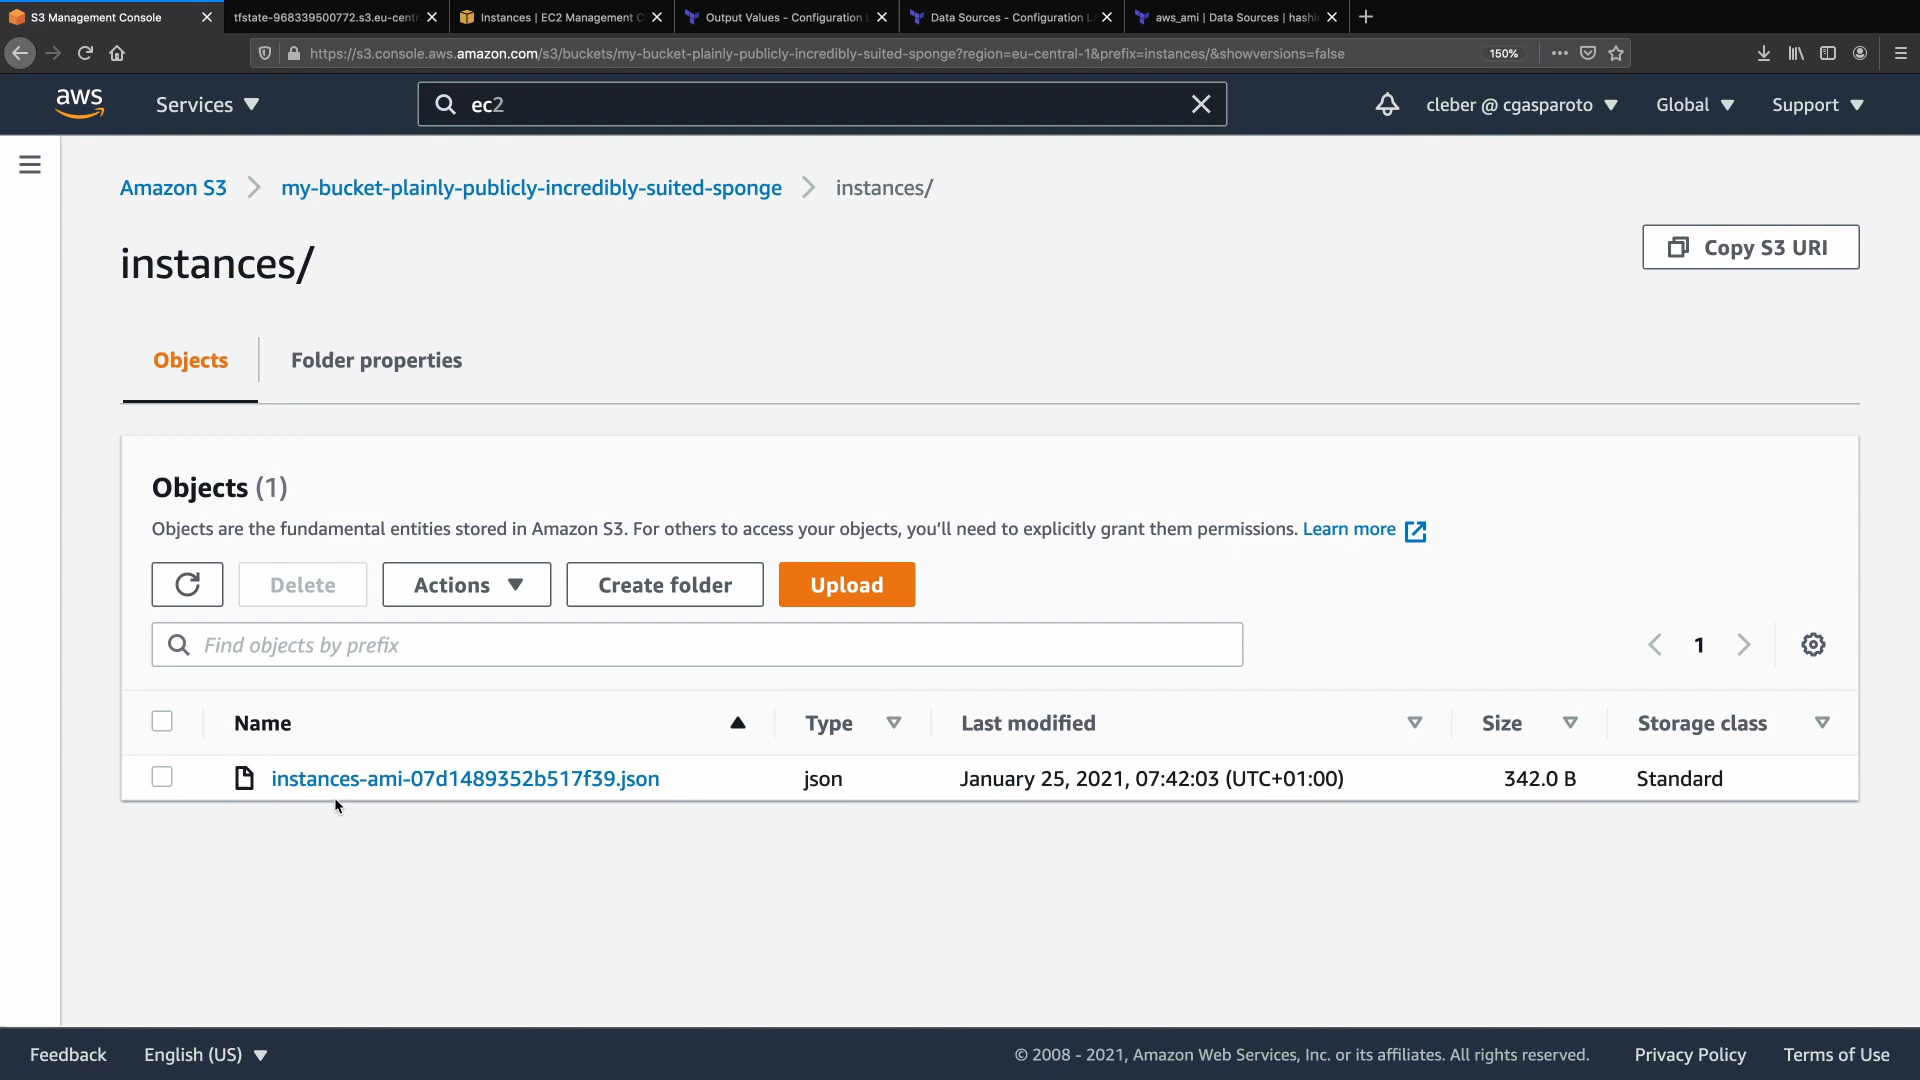 S3 Management Console
tfstate-968339500772.s3.eu-cent
Instances | EC2 Management C
Output Values - Configuration
Data Sources - Configuration L
aws_ami | Data Sources | hashi
https://s3.console.aws.amazon.com/s3/buckets/my-bucket-plainly-publicly-incredibly-suited-sponge?region=eu-central-1&prefix=instances/&showversions=false
150%
aws
Services
ec2
cleber @ cgasparoto
Global
Support
Amazon S3
my-bucket-plainly-publicly-incredibly-suited-sponge
instances/
instances/
Copy S3 URI
Objects
Folder properties
Objects (1)
Objects are the fundamental entities stored in Amazon S3. For others to access your objects, you'll need to explicitly grant them permissions. Learn more
Delete
Actions
Create folder
Upload
Find objects by prefix
1
Name
Type
Last modified
Size
Storage class
instances-ami-07d1489352b517f39.json
json
January 25, 2021, 07:42:03 (UTC+01:00)
342.0 B
Standard
Feedback
English (US)
© 2008 - 2021, Amazon Web Services, Inc. or its affiliates. All rights reserved.
Privacy Policy
Terms of Use